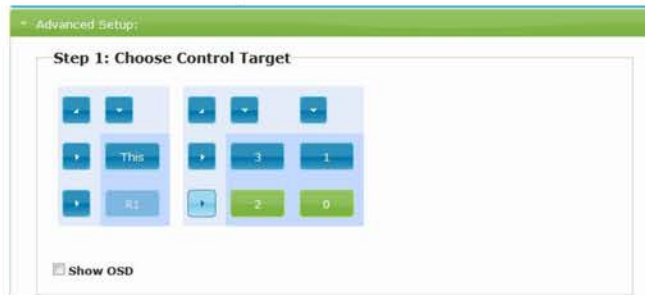 Advanced Setup:
Step 1: Choose Control Target
This 3 1
R1 2 0
Show OSD